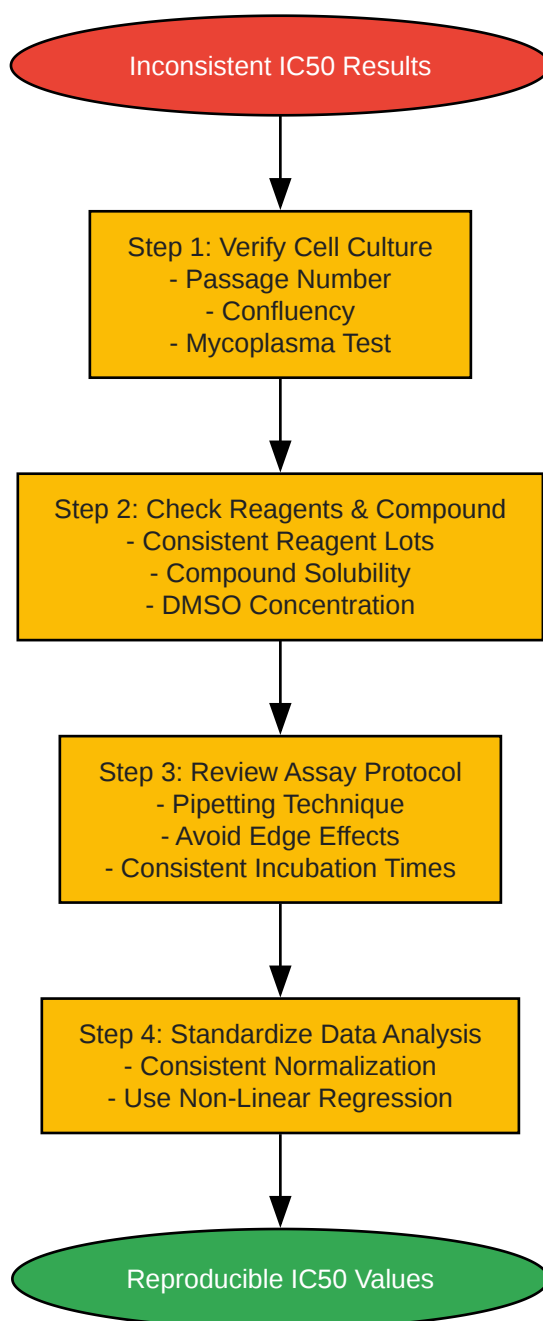 Inconsistent IC50 Results
Step 1: Verify Cell Culture
- Passage Number
- Confluency
- Mycoplasma Test
Step 2: Check Reagents & Compound
- Consistent Reagent Lots
- Compound Solubility
- DMSO Concentration
Step 3: Review Assay Protocol
- Pipetting Technique
- Avoid Edge Effects
- Consistent Incubation Times
Step 4: Standardize Data Analysis
- Consistent Normalization
- Use Non-Linear Regression
Reproducible IC50 Values